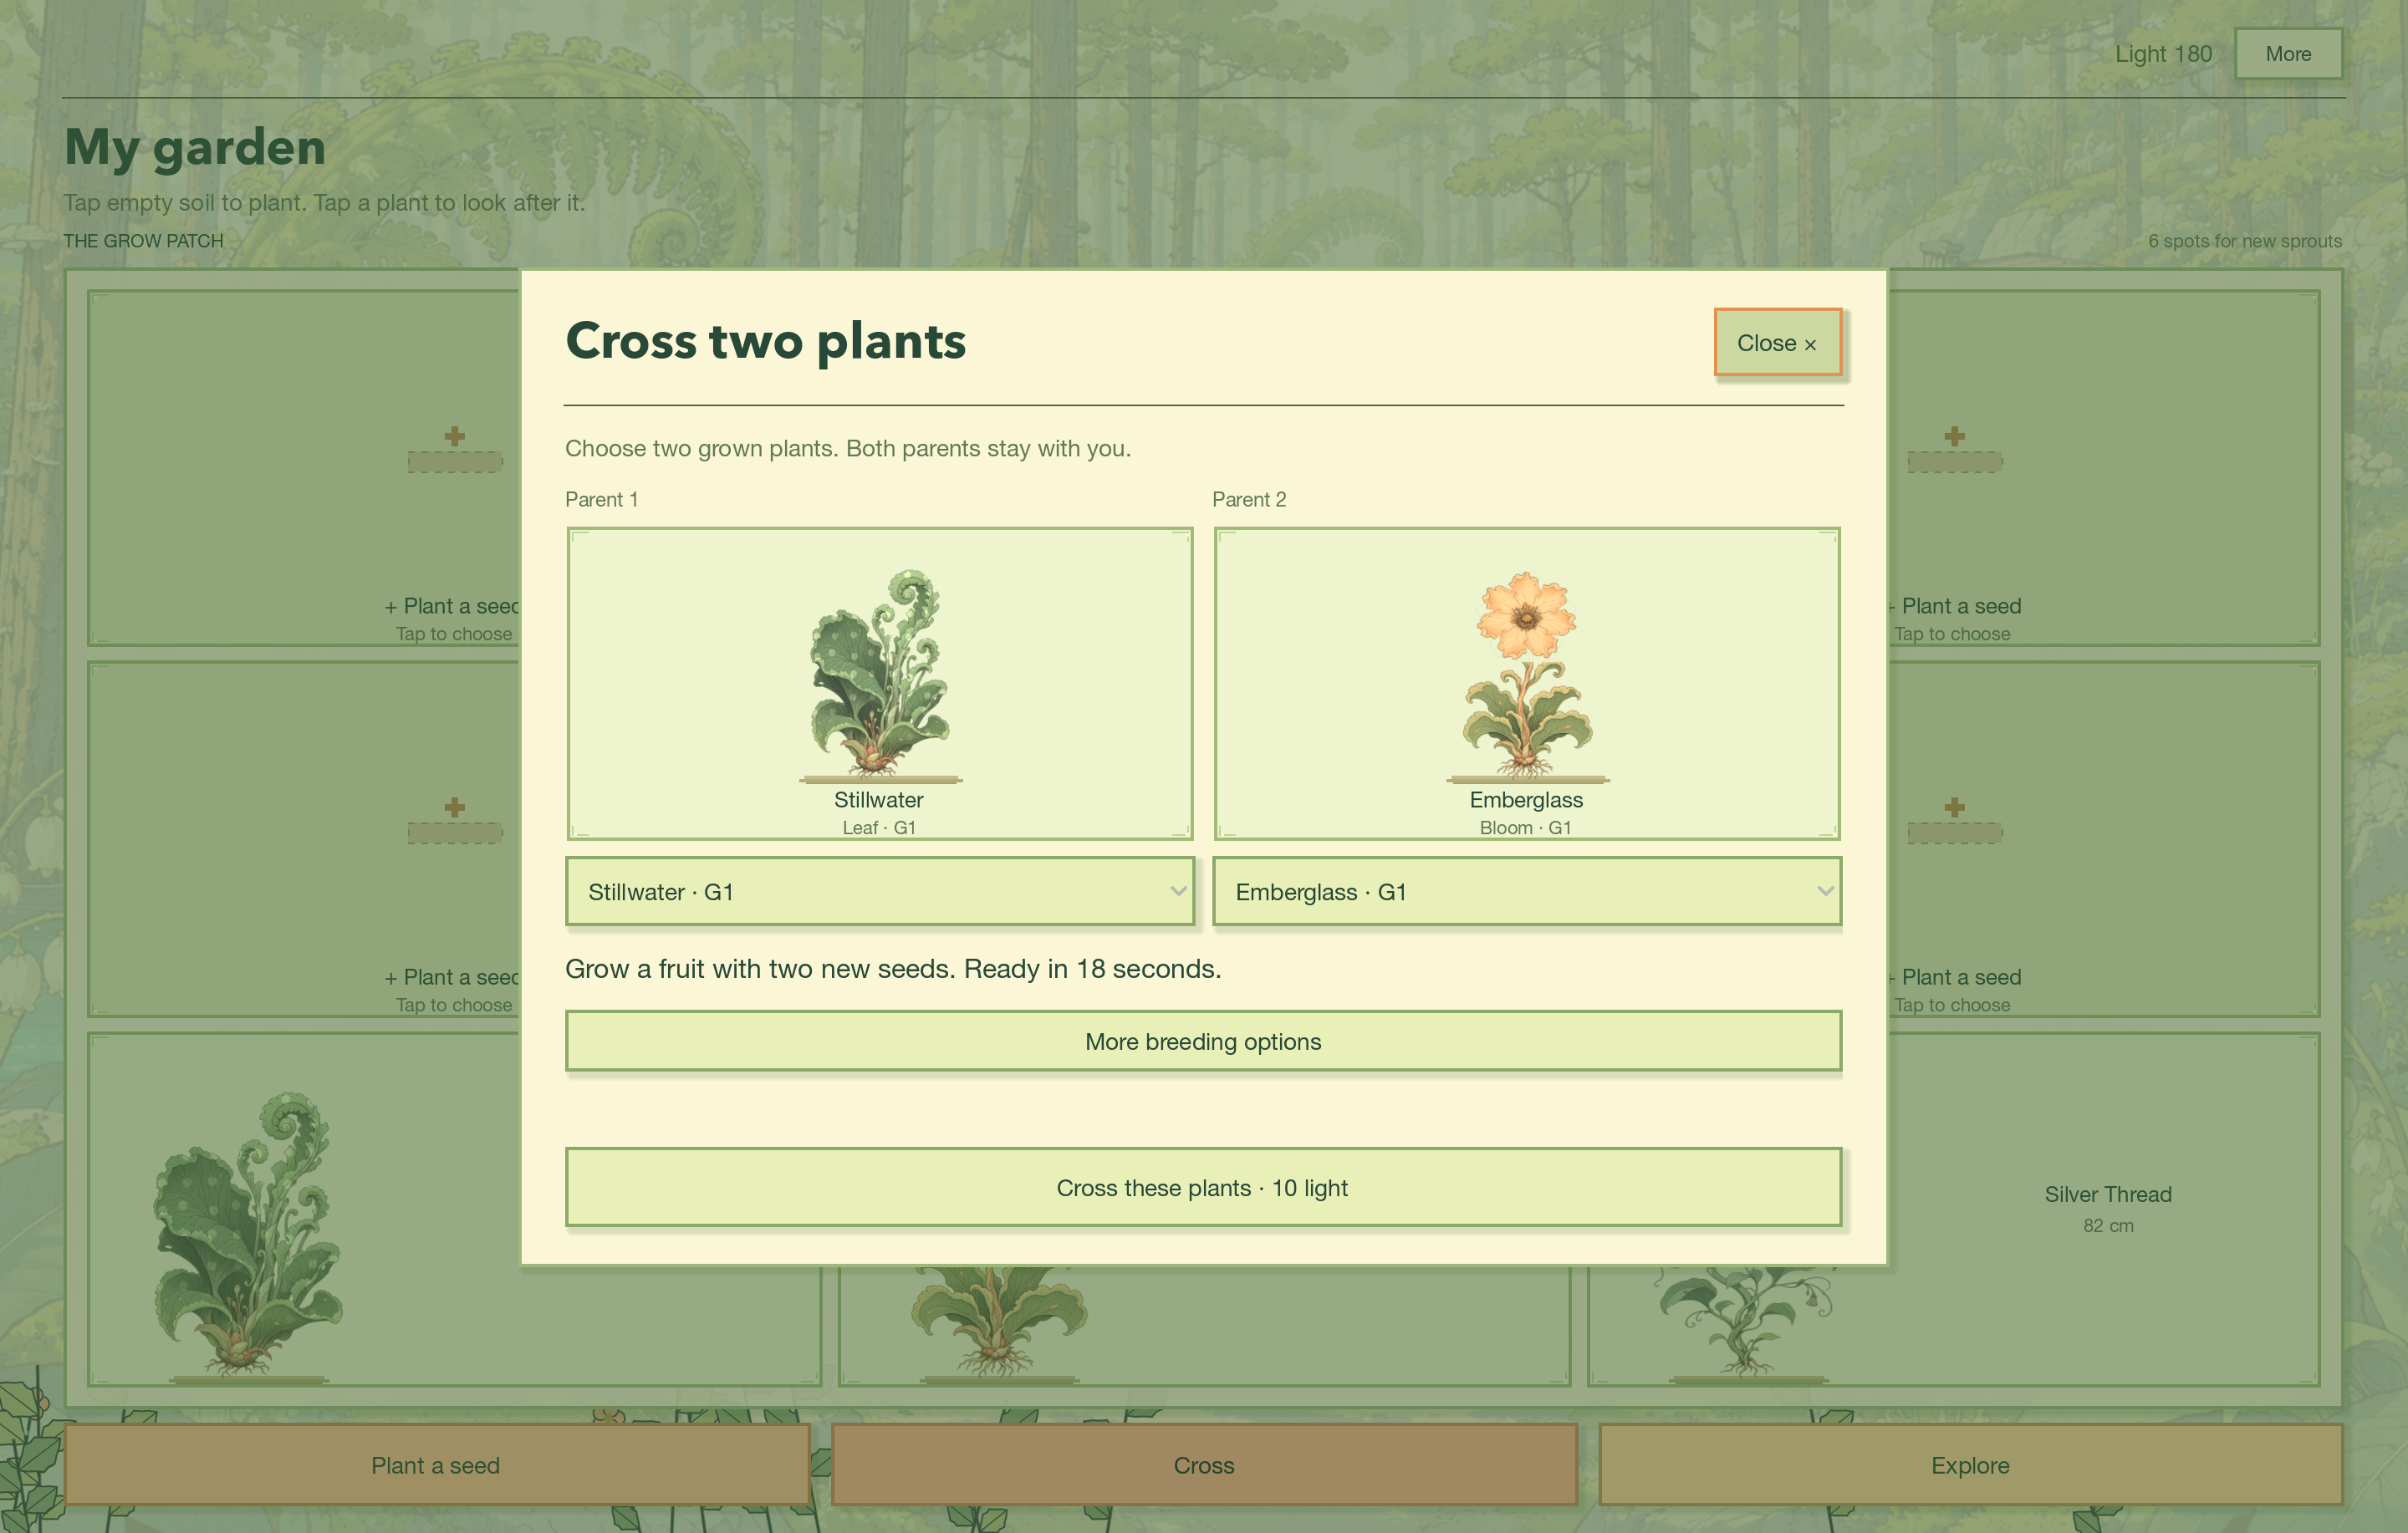 Light 180
More
My garden
Tap empty soil to plant. Tap a plant to look after it.
THE GROW PATCH
6 spots for new sprouts
Cross two plants
Close ×
Choose two grown plants. Both parents stay with you.
Parent 1
Parent 2
Stillwater
Leaf · G1
Emberglass
Bloom · G1
Stillwater · G1
Emberglass · G1
Grow a fruit with two new seeds. Ready in 18 seconds.
More breeding options
Cross these plants · 10 light
+ Plant a seed
Tap to choose
+ Plant a seed
Tap to choose
+ Plant a seed
Tap to choose
+ Plant a seed
Tap to choose
Silver Thread
82 cm
Plant a seed
Cross
Explore